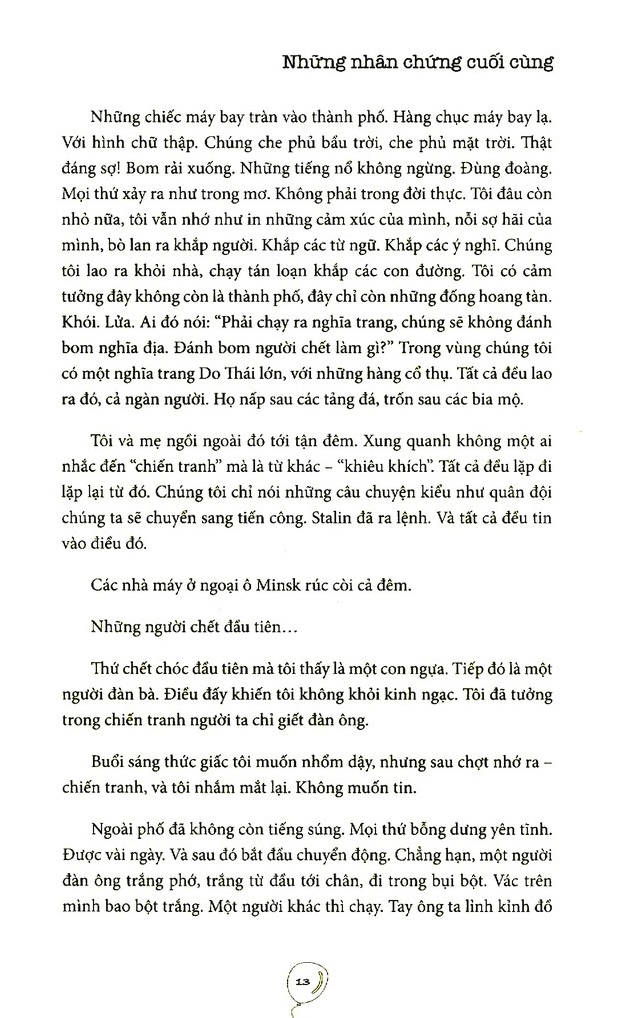 Những nhân chứng cuối cùng
Những chiếc máy bay tràn vào thành phố. Hàng chục máy bay lạ.
Với hình chữ thập. Chúng che phủ bầu trời, che phủ mặt trời. Thật
đáng sợ! Bom rải xuống. Những tiếng nổ không ngừng. Đùng đoàng.
Mọi thứ xảy ra như trong mơ. Không phải trong đời thực. Tôi đâu còn
nhỏ nữa, tôi vẫn nhớ như in những cảm xúc của mình, nỗi sợ hãi của
mình, bò lan ra khắp người. Khắp các từ ngữ. Khắp các ý nghĩ. Chúng
tôi lao ra khỏi nhà, chạy tán loạn khắp các con đường. Tôi có cảm
tưởng đây không còn là thành phố, đây chỉ còn những đống hoang tàn.
Khói. Lửa. Ai đó nói: “Phải chạy ra nghĩa trang, chúng sẽ không đánh
bom nghĩa địa. Đánh bom người chết làm gì?” Trong vùng chúng tôi
có một nghĩa trang Do Thái lớn, với những hàng cổ thụ. Tất cả đều lao
ra đó, cả ngàn người. Họ nấp sau các tảng đá, trốn sau các bia mộ.
Tôi và mẹ ngồi ngoài đó tới tận đêm. Xung quanh không một ai
nhắc đến “chiến tranh” mà là từ khác – “khiêu khích”. Tất cả đều lặp đi
lặp lại từ đó. Chúng tôi chỉ nói những câu chuyện kiểu như quân đội
chúng ta sẽ chuyển sang tiến công. Stalin đã ra lệnh. Và tất cả đều tin
vào điều đó.
Các nhà máy ở ngoại ô Minsk rúc còi cả đêm.
Những người chết đầu tiên…
Thứ chết chóc đầu tiên mà tôi thấy là một con ngựa. Tiếp đó là một
người đàn bà. Điều đấy khiến tôi không khỏi kinh ngạc. Tôi đã tưởng
trong chiến tranh người ta chỉ giết đàn ông.
Buổi sáng thức giấc tôi muốn nhổm dậy, nhưng sau chợt nhớ ra –
chiến tranh, và tôi nhắm mắt lại. Không muốn tin.
Ngoài phố đã không còn tiếng súng. Mọi thứ bỗng dưng yên tĩnh.
Được vài ngày. Và sau đó bắt đầu chuyển động. Chẳng hạn, một người
đàn ông trắng phớ, trắng từ đầu tới chân, đi trong bụi bột. Vác trên
mình bao bột trắng. Một người khác thì chạy. Tay ông ta linh kỉnh đồ
13